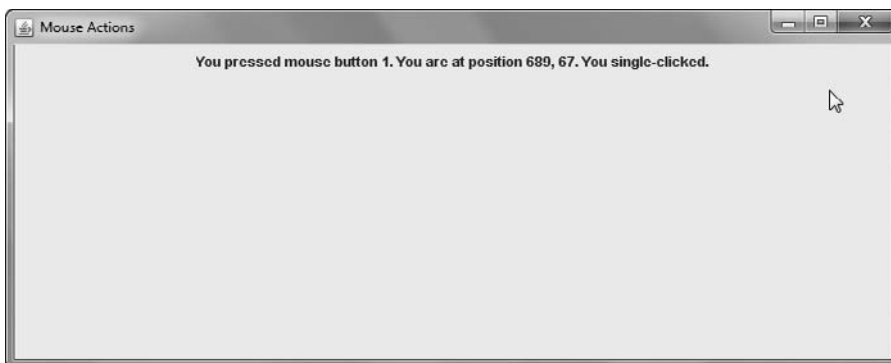 Mouse Actions
You pressed mouse button 1. You are at position 689, 67. You single-clicked.